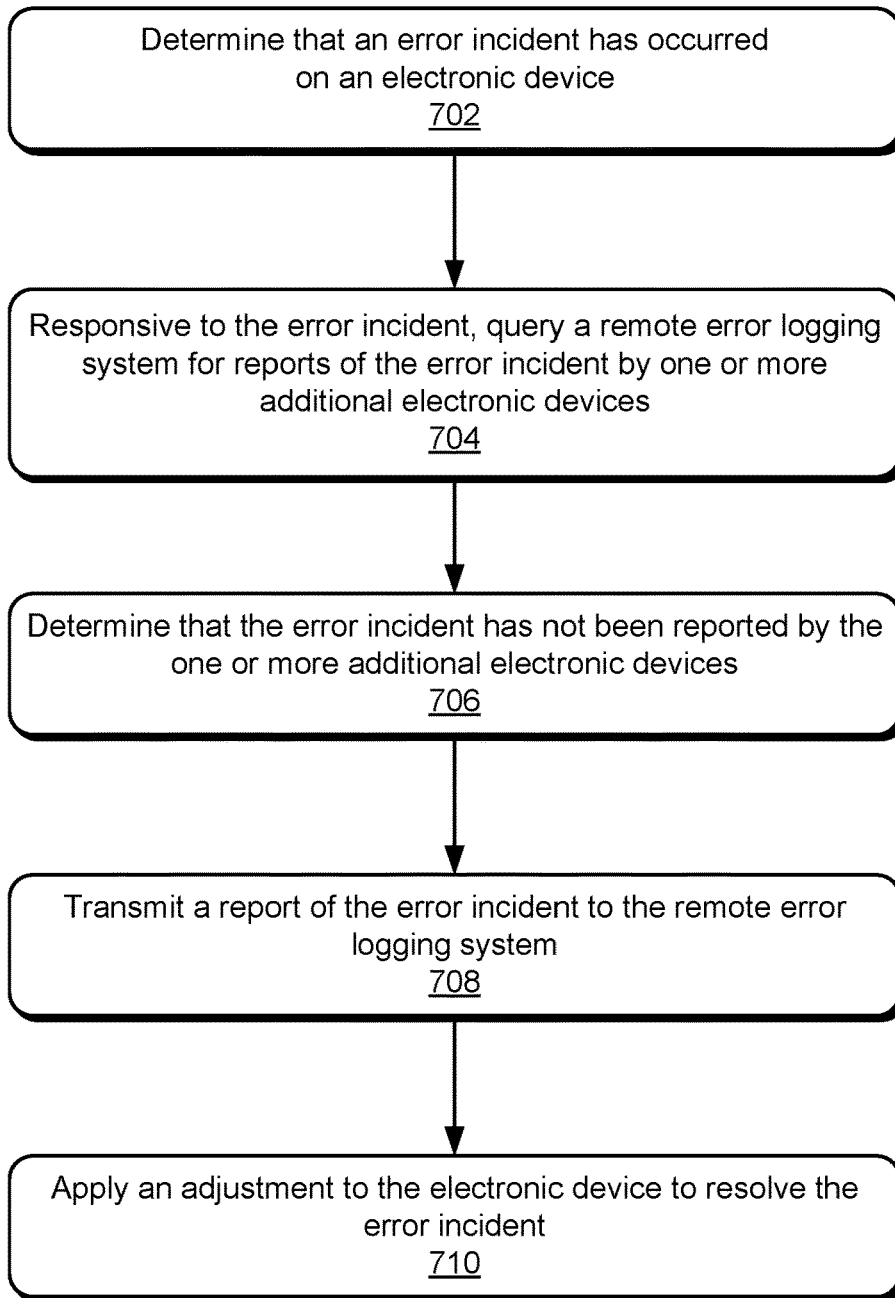 Determine that an error incident has occurred
on an electronic device
702
Responsive to the error incident, query a remote error logging
system for reports of the error incident by one or more
additional electronic devices
704
Determine that the error incident has not been reported by the
one or more additional electronic devices
706
Transmit a report of the error incident to the remote error
logging system
708
Apply an adjustment to the electronic device to resolve the
error incident
710